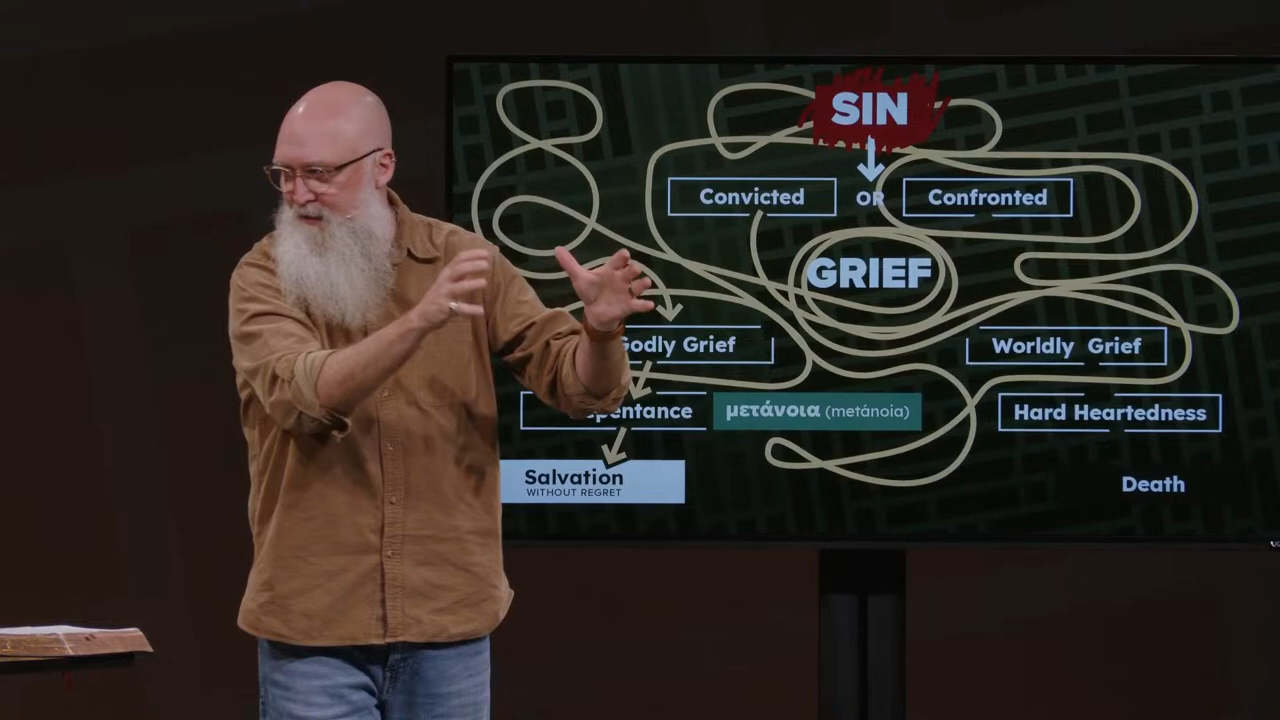 SIN
Convicted
OR
Confronted
GRIEF
Godly Grief
Worldly Grief
pentance
μετάνοια (metánoia)
Hard Heartedness
Salvation
WITHOUT REGRET
Death